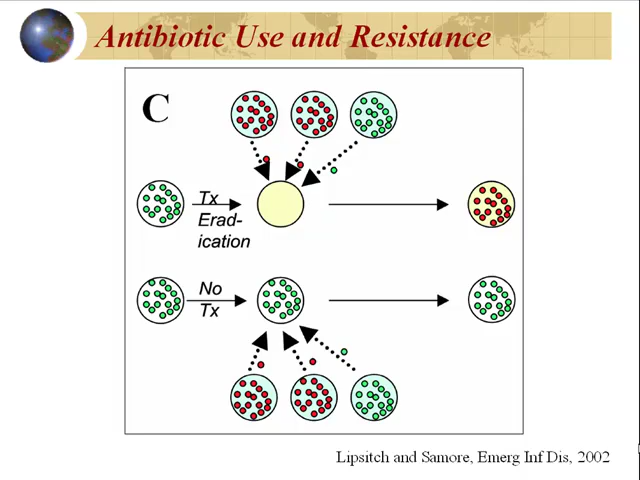 Antibiotic Use and Resistance
C
Tx
Erad-
ication
No
Tx
Lipsitch and Samore, Emerg Inf Dis, 2002